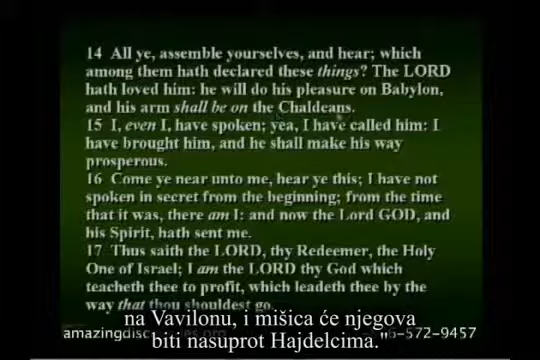 14 All ye, assemble yourselves, and hear; which
among them hath declared these things? The LORD
hath loved him: he will do his pleasure on Babylon,
and his arm shall be on the Chaldeans.
15 I, even I, have spoken; yea, I have called him: I
have brought him, and he shall make his way
prosperous.
16 Come ye near unto me, hear ye this; I have not
spoken in secret from the beginning; from the time
that it was, there am I: and now the Lord GOD, and
his Spirit, hath sent me.
17 Thus saith the LORD, thy Redeemer, the Holy
One of Israel; I am the LORD thy God which
teacheth thee to profit, which leadeth thee by the
way that thou shouldest go.
na Vavilonu, i mišica će njegova
biti nasuprot Hajdelcima."